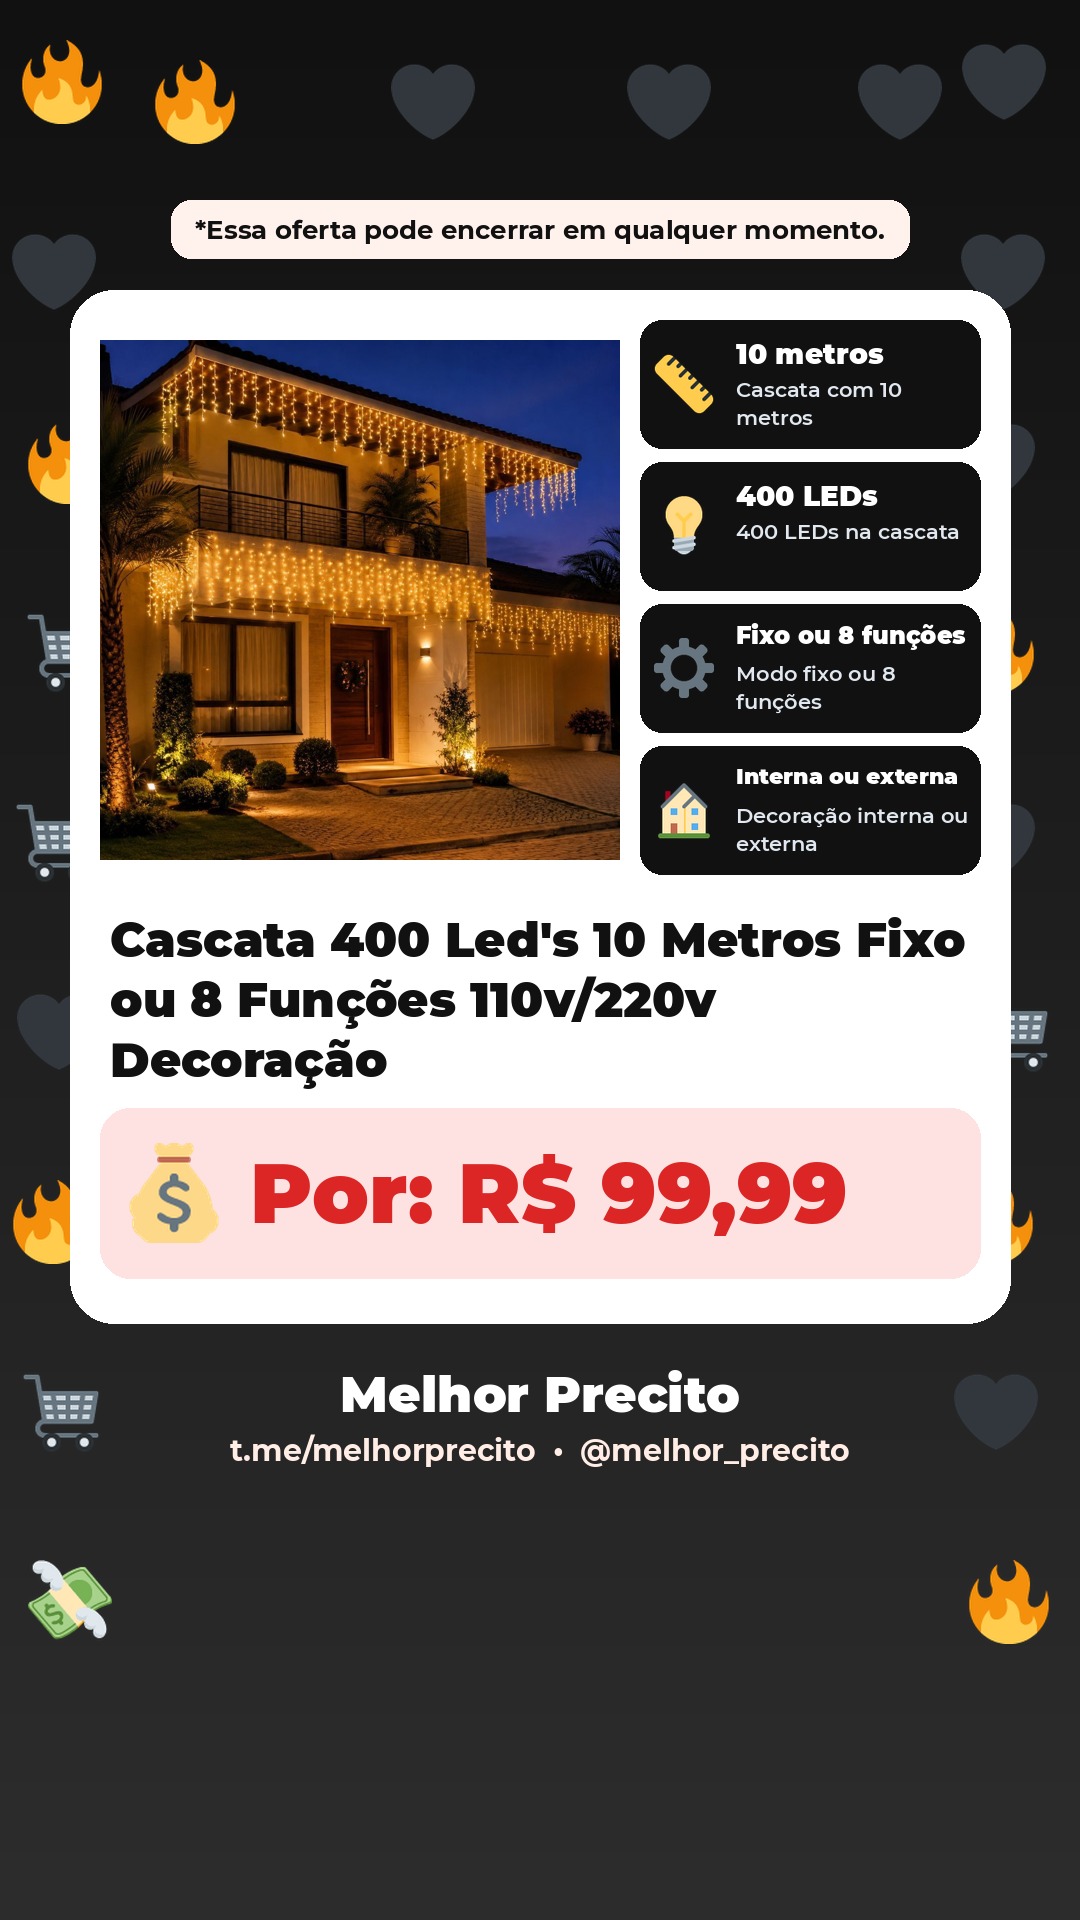 *Essa oferta pode encerrar em qualquer momento.
10 metros
Cascata com 10
metros
400 LEDs
400 LEDs na cascata
Fixo ou 8 funções
Modo fixo ou 8
funções
Interna ou externa
Decoração interna ou
externa
Cascata 400 Led's 10 Metros Fixo
ou 8 Funções 110v/220v
Decoração
Por: R$ 99,99
Melhor Precito
t.me/melhorprecito • @melhor_precito